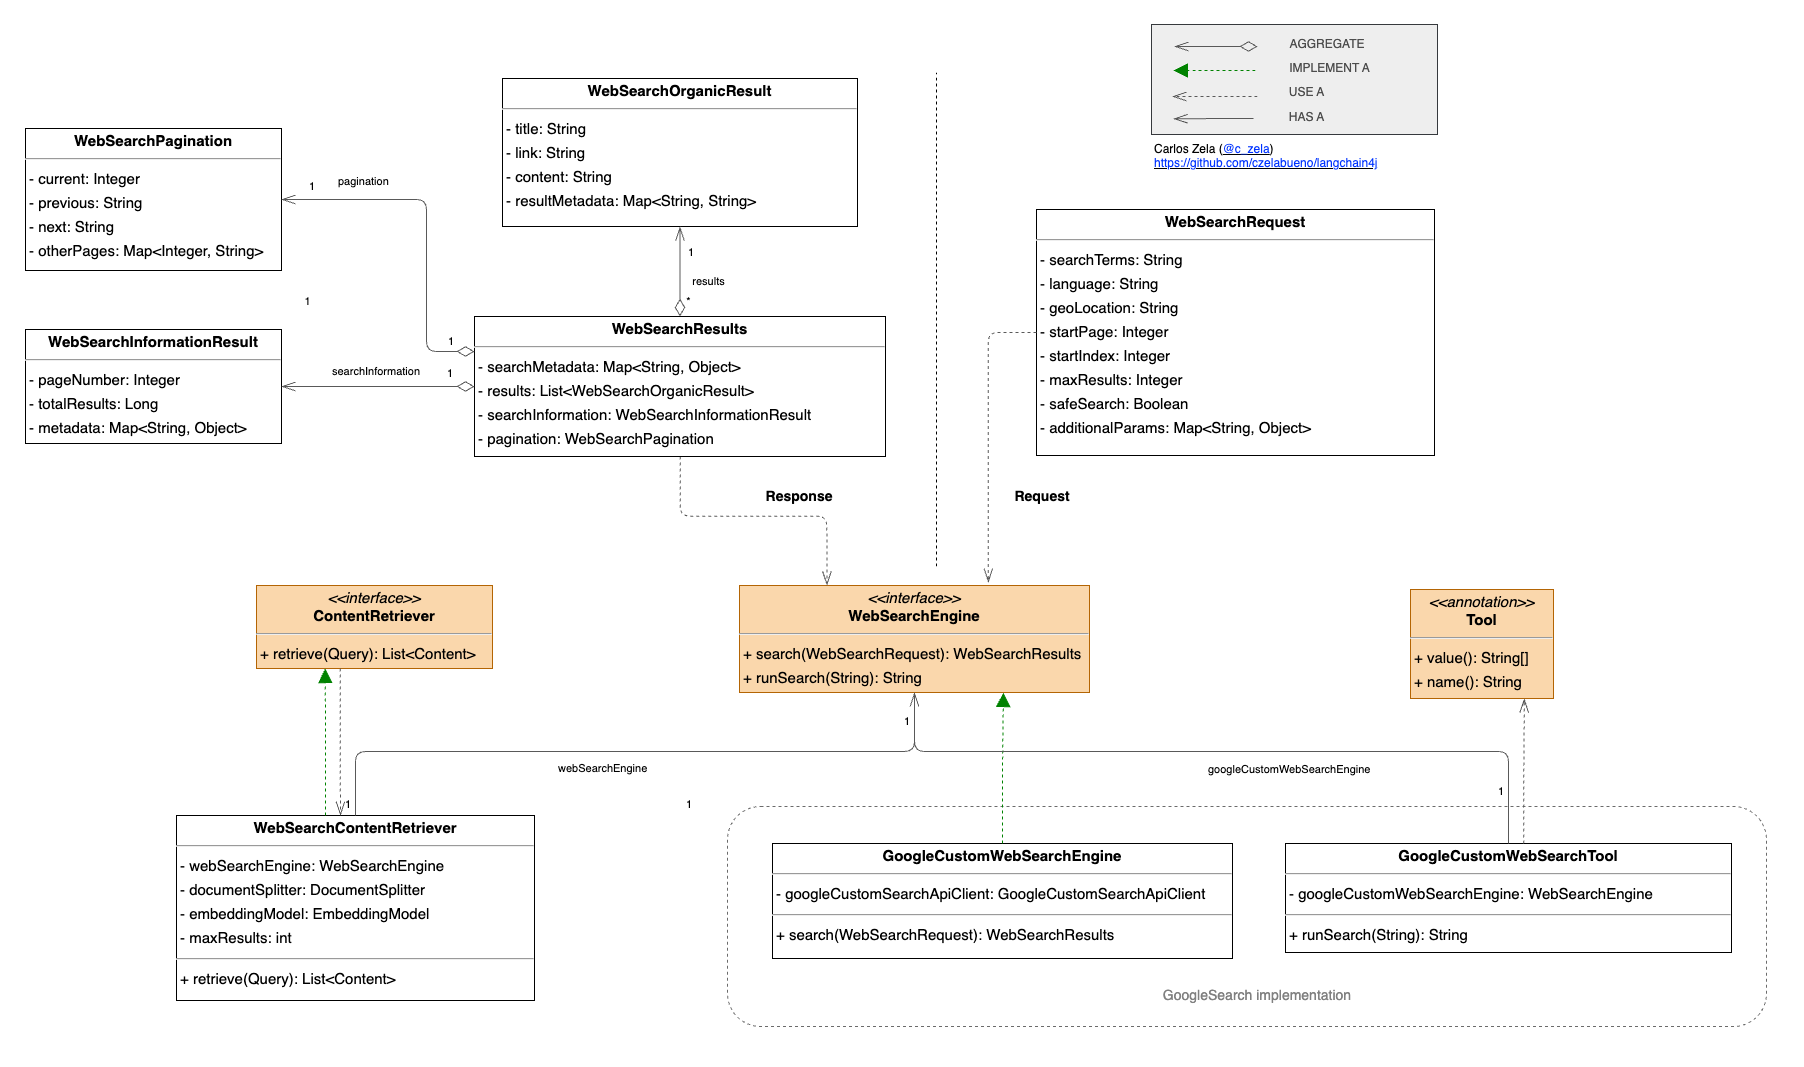 AGGREGATE
IMPLEMENT A
USE A
HAS A
Carlos Zela (@c_zela)
https://github.com/czelabueno/langchain4j
WebSearchOrganicResult
- title: String
- link: String
- content: String
- resultMetadata: Map<String, String>
WebSearchPagination
- current: Integer
- previous: String
- next: String
- otherPages: Map<Integer, String>
1
pagination
WebSearchRequest
- searchTerms: String
- language: String
- geoLocation: String
- startPage: Integer
- startIndex: Integer
- maxResults: Integer
- safeSearch: Boolean
- additionalParams: Map<String, Object>
1
results
*
1
WebSearchInformationResult
- pageNumber: Integer
- totalResults: Long
- metadata: Map<String, Object>
1
searchInformation
1
WebSearchResults
- searchMetadata: Map<String, Object>
- results: List<WebSearchOrganicResult>
- searchInformation: WebSearchInformationResult
- pagination: WebSearchPagination
Response
Request
<<interface>>
ContentRetriever
+ retrieve(Query): List<Content>
<<interface>>
WebSearchEngine
+ search(WebSearchRequest): WebSearchResults
+ runSearch(String): String
<<annotation>>
Tool
+ value(): String[]
+ name(): String
1
webSearchEngine
googleCustomWebSearchEngine
1
1
1
WebSearchContentRetriever
- webSearchEngine: WebSearchEngine
- documentSplitter: DocumentSplitter
- embeddingModel: EmbeddingModel
- maxResults: int
+ retrieve(Query): List<Content>
GoogleCustomWebSearchEngine
- googleCustomSearchApiClient: GoogleCustomSearchApiClient
+ search(WebSearchRequest): WebSearchResults
GoogleCustomWebSearchTool
- googleCustomWebSearchEngine: WebSearchEngine
+ runSearch(String): String
GoogleSearch implementation